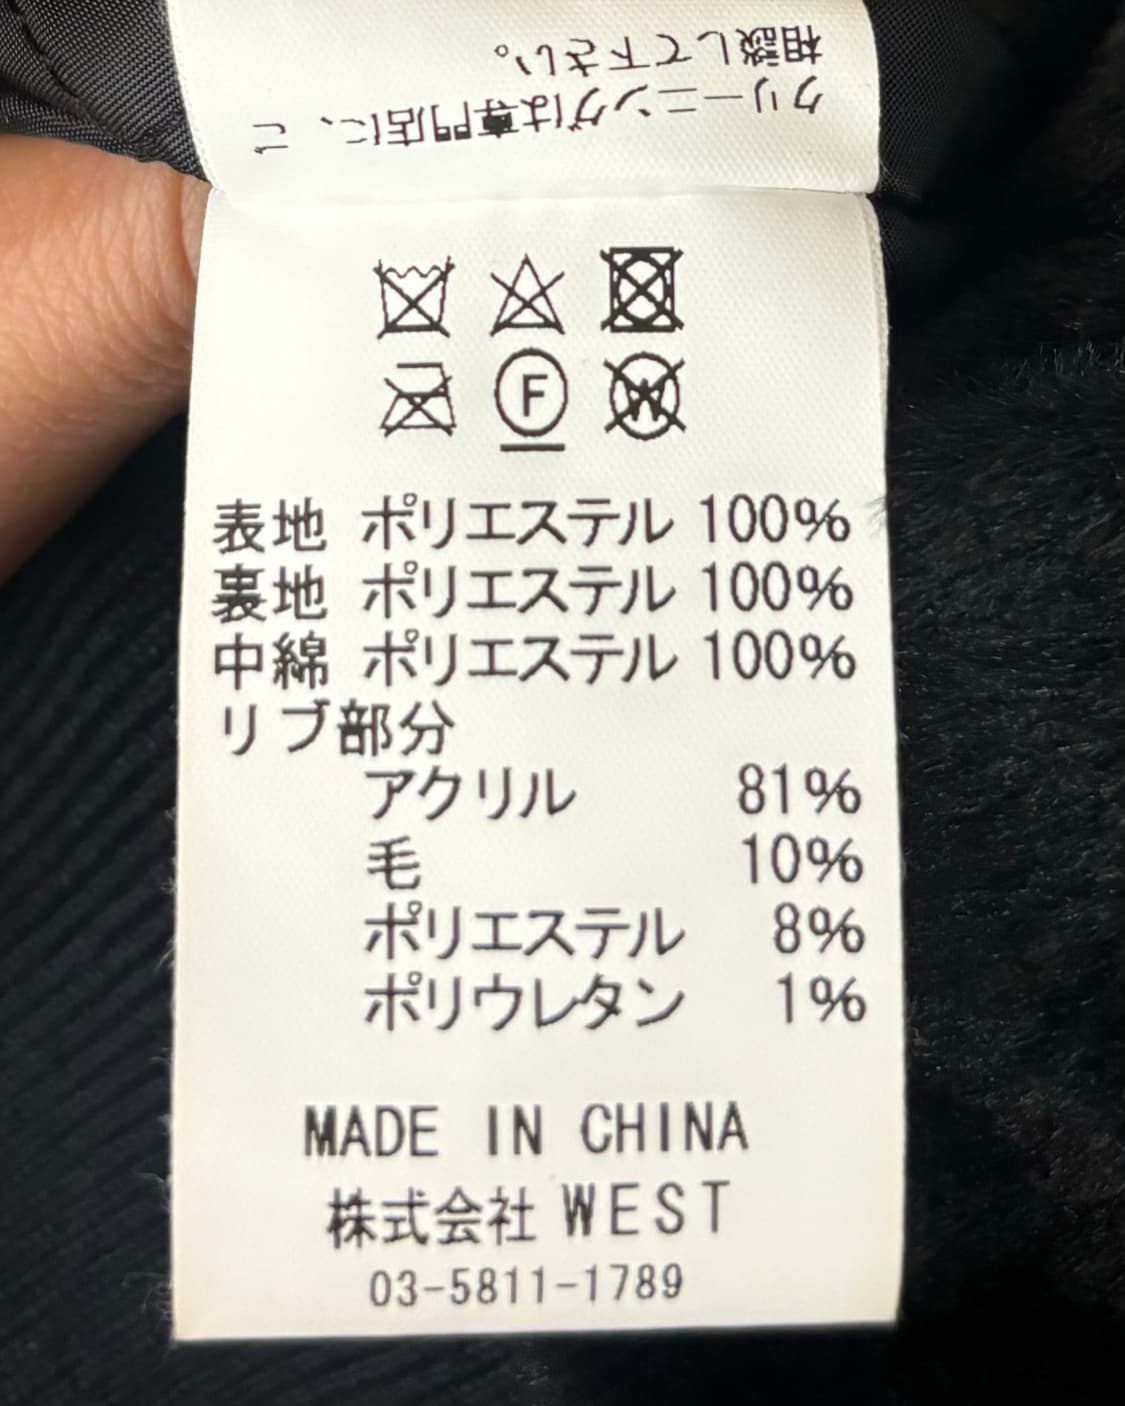 クリーニングは専門店に、ご
相談して下さい。
F
W
表地 ポリエステル 100%
裏地 ポリエステル 100%
中綿 ポリエステル 100%
リブ部分
アクリル 81%
毛 10%
ポリエステル 8%
ポリウレタン 1%
MADE IN CHINA
株式会社 WEST
03-5811-1789